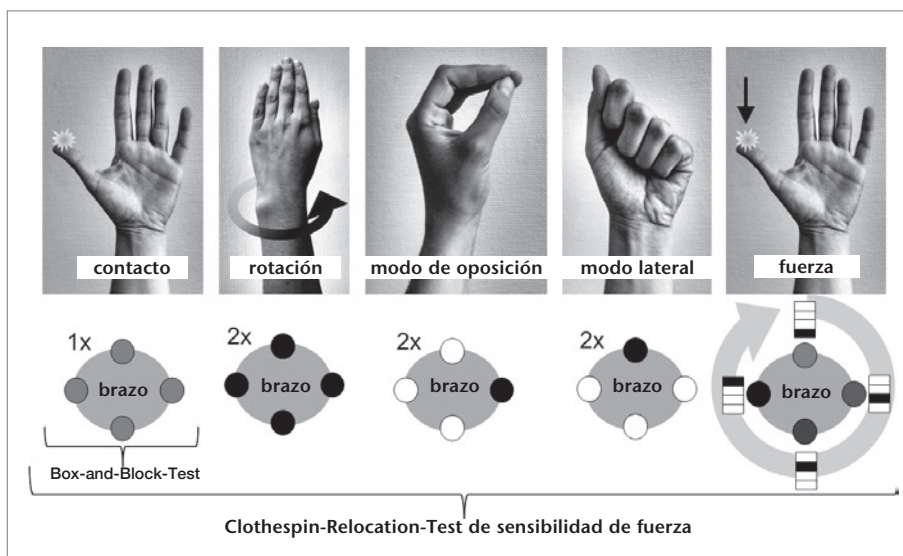 contacto
rotación
modo de oposición
modo lateral
fuerza
1x
2x
2x
2x
brazo
brazo
brazo
brazo
brazo
Box-and-Block-Test
Clothespin-Relocation-Test de sensibilidad de fuerza